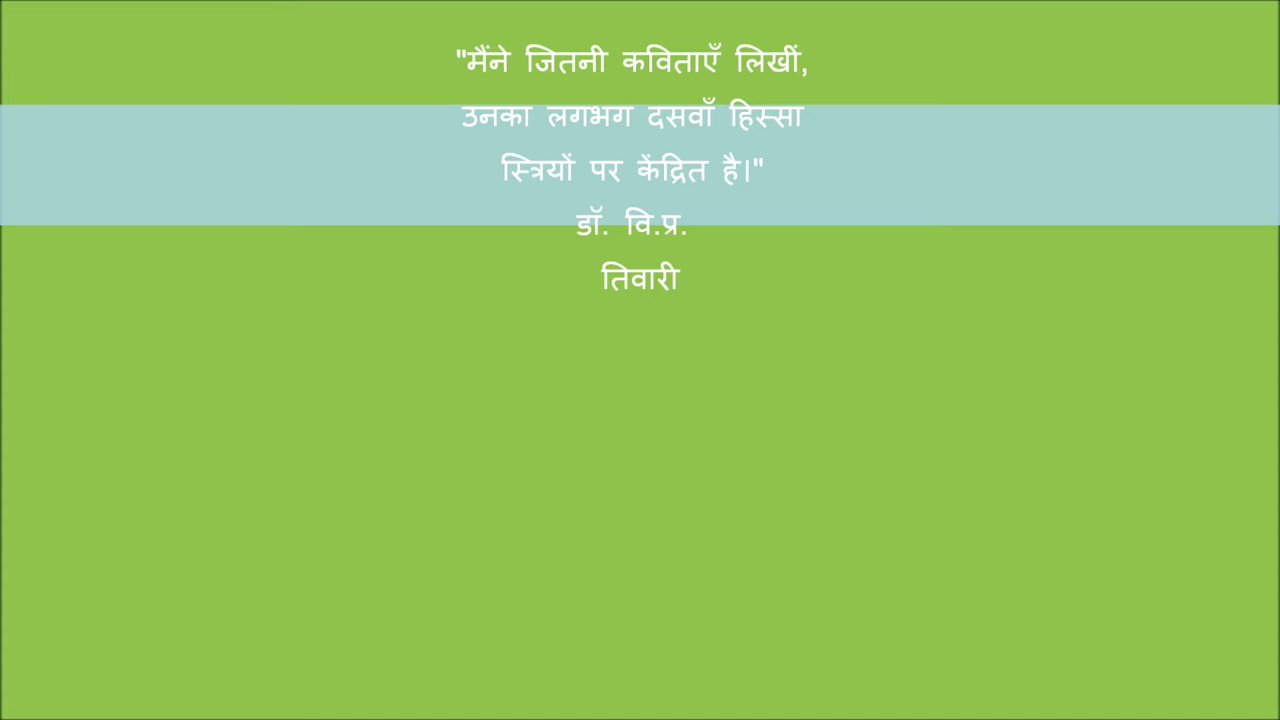 "मैंने जितनी कविताएँ लिखीं,
उनका लगभग दसवाँ हिस्सा
स्त्रियों पर केंद्रित है।"
डॉ. वि.प्र.
तिवारी